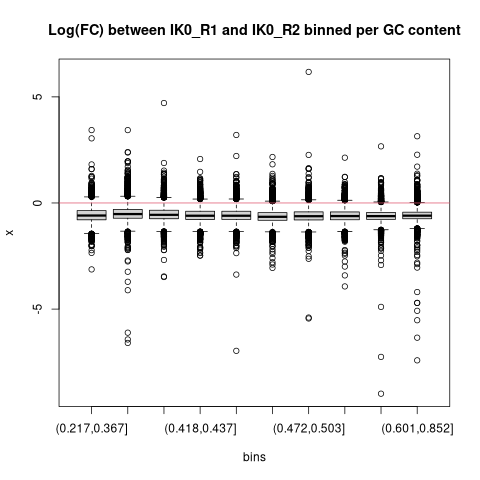 Log(FC) between IK0_R1 and IK0_R2 binned per GC content
5
0
-5
x
(0.217,0.367]
(0.418,0.437]
(0.472,0.503]
(0.601,0.852]
bins